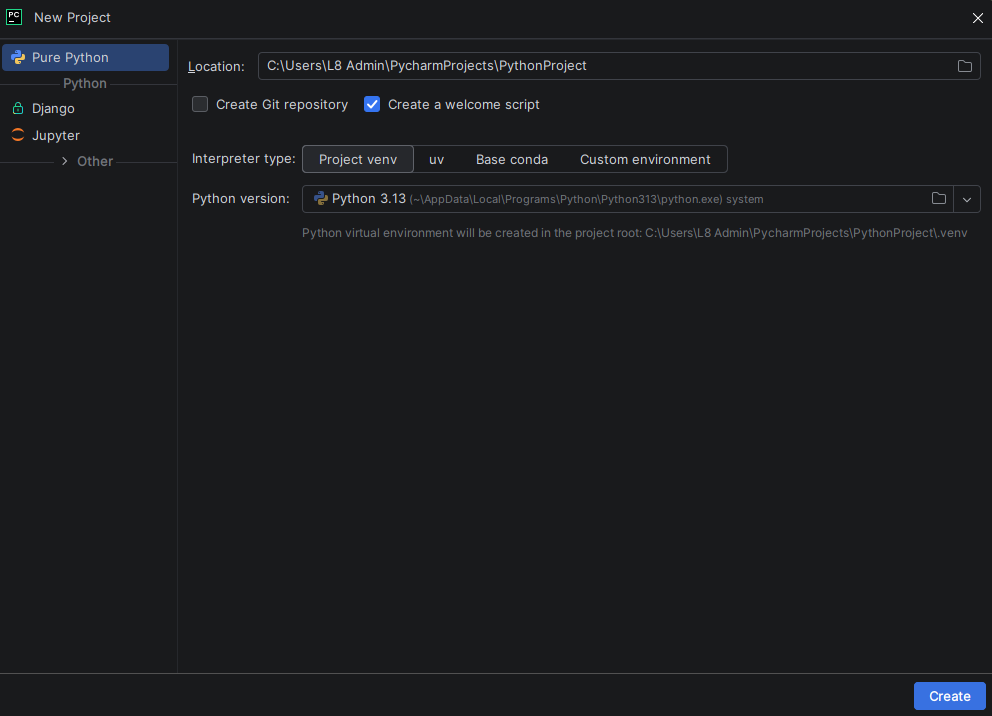 PC New Project
Pure Python
Python
Django
Jupyter
Other
Location: C:\Users\L8 Admin\PycharmProjects\PythonProject
Create Git repository Create a welcome script
Interpreter type: Project venv uv Base conda Custom environment
Python version: Python 3.13 (~\AppData\Local\Programs\Python\Python313\python.exe) system
Python virtual environment will be created in the project root: C:\Users\L8 Admin\PycharmProjects\PythonProject\.venv
Create